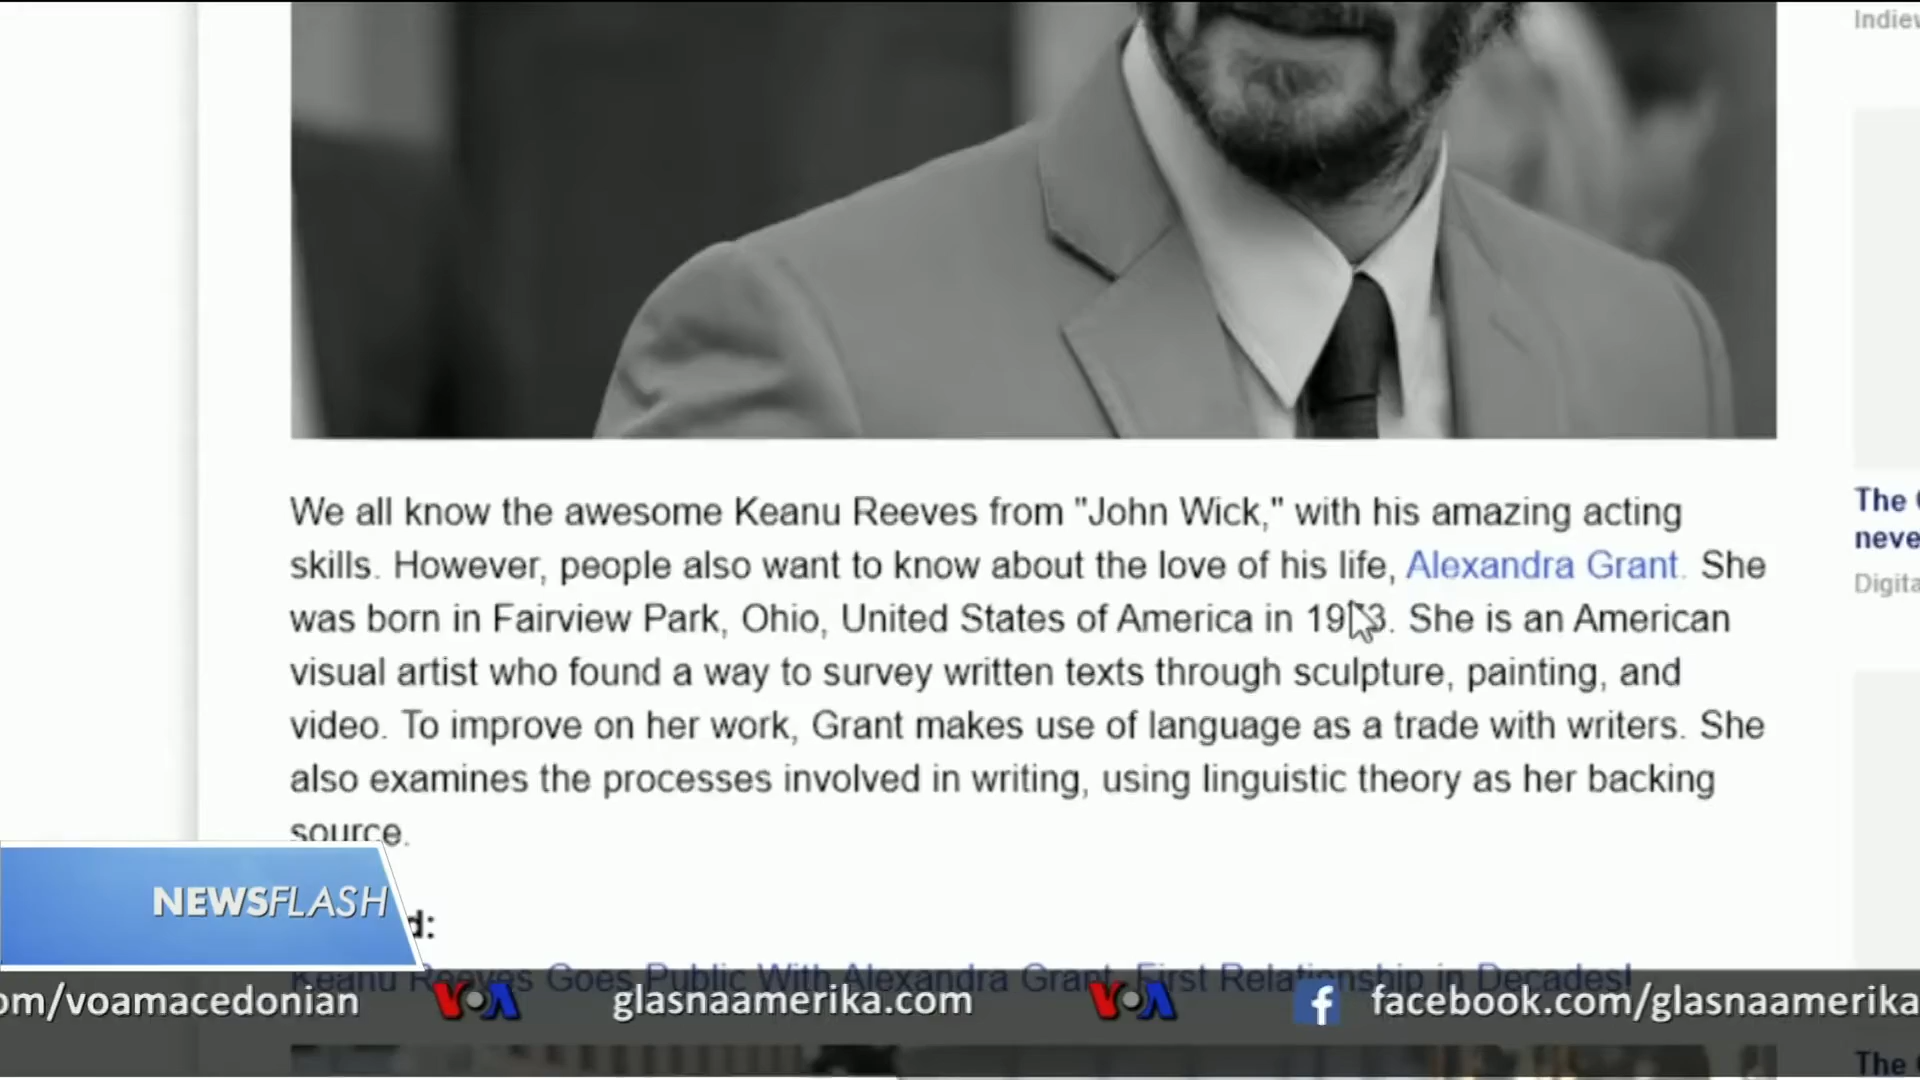 Indiew
We all know the awesome Keanu Reeves from "John Wick," with his amazing acting
skills. However, people also want to know about the love of his life, Alexandra Grant. She
was born in Fairview Park, Ohio, United States of America in. She is an American
visual artist who found a way to survey written texts through sculpture, painting, and
video. To improve on her work, Grant makes use of language as a trade with writers. She
also examines the processes involved in writing, using linguistic theory as her backing
source.
The
neve
Digita
NEWSFLASH
d:
Keanu Reeves Goes Public With Alexandra Grant, First Relationship in Decades!
om/voamacedonian
VOA
glasnaamerika.com
VOA
f
facebook.com/glasnaamerika
The